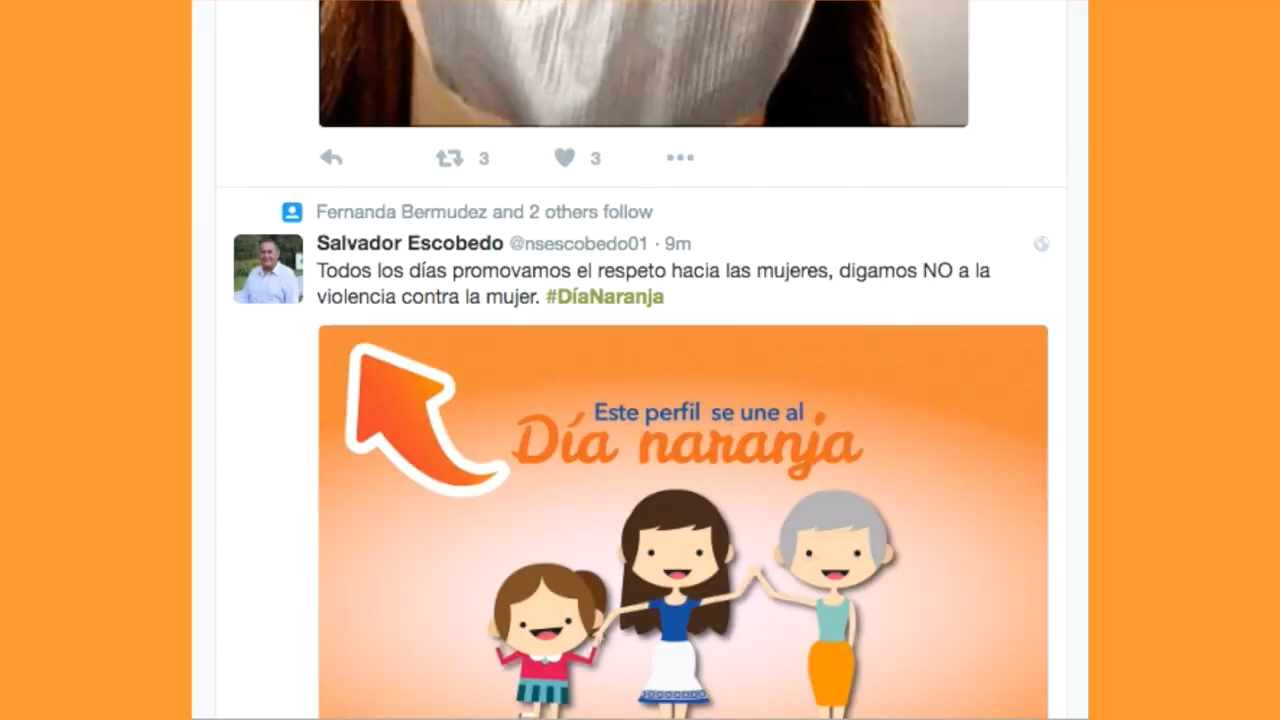 3 3
Fernanda Bermudez and 2 others follow
Salvador Escobedo @nsescobedo01 · 9m
Todos los días promovamos el respeto hacia las mujeres, digamos NO a la
violencia contra la mujer. #DíaNaranja
Este perfil se une al
Día naranja